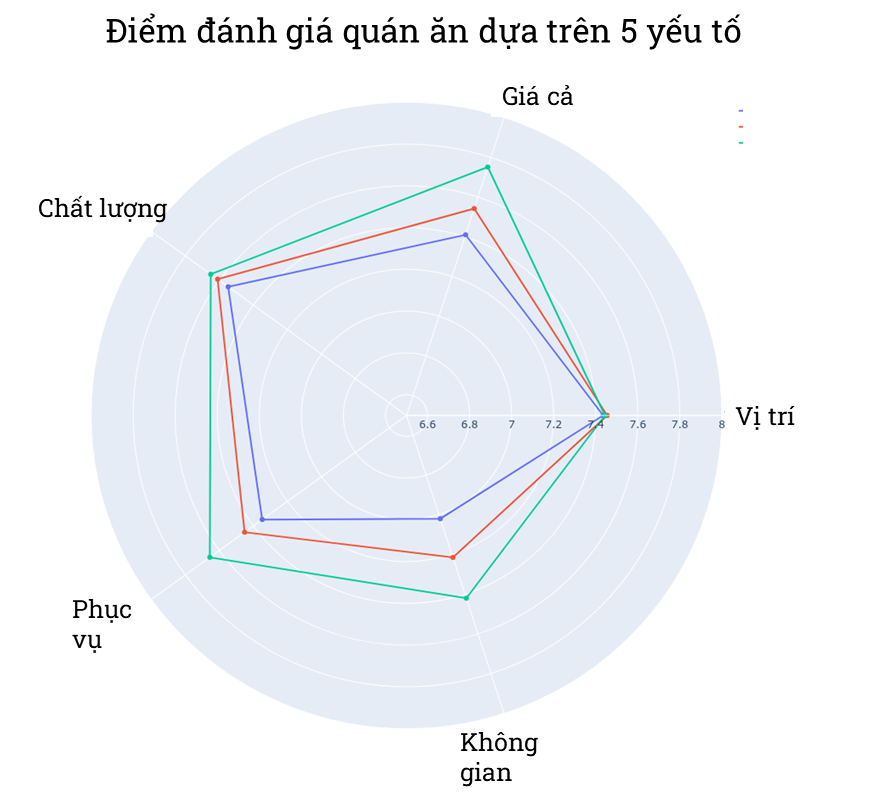 Điểm đánh giá quán ăn dựa trên 5 yếu tố
Giá cả
Chất lượng
6.6 6.8 7 7.2 7.4 7.6 7.8 8
Vị trí
Phục
vụ
Không
gian